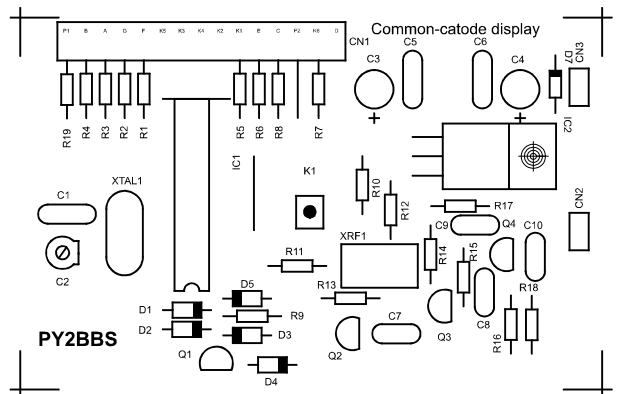 Common-catode display
P1 B A G F K5 K3 K4 K2 K1 E C P2 K6 D
CN1
C5
C6
C3
C4
D7
CN3
R19
R4
R3
R2
R1
R5
R6
R8
R7
IC2
IC1
XTAL1
K1
R10
R12
C1
R17
CN2
C9
Q4
C10
XRF1
R14
R15
C2
R11
D5
R13
R18
D1
R9
D2
D3
C7
Q3
C8
R16
PY2BBS
Q1
Q2
D4